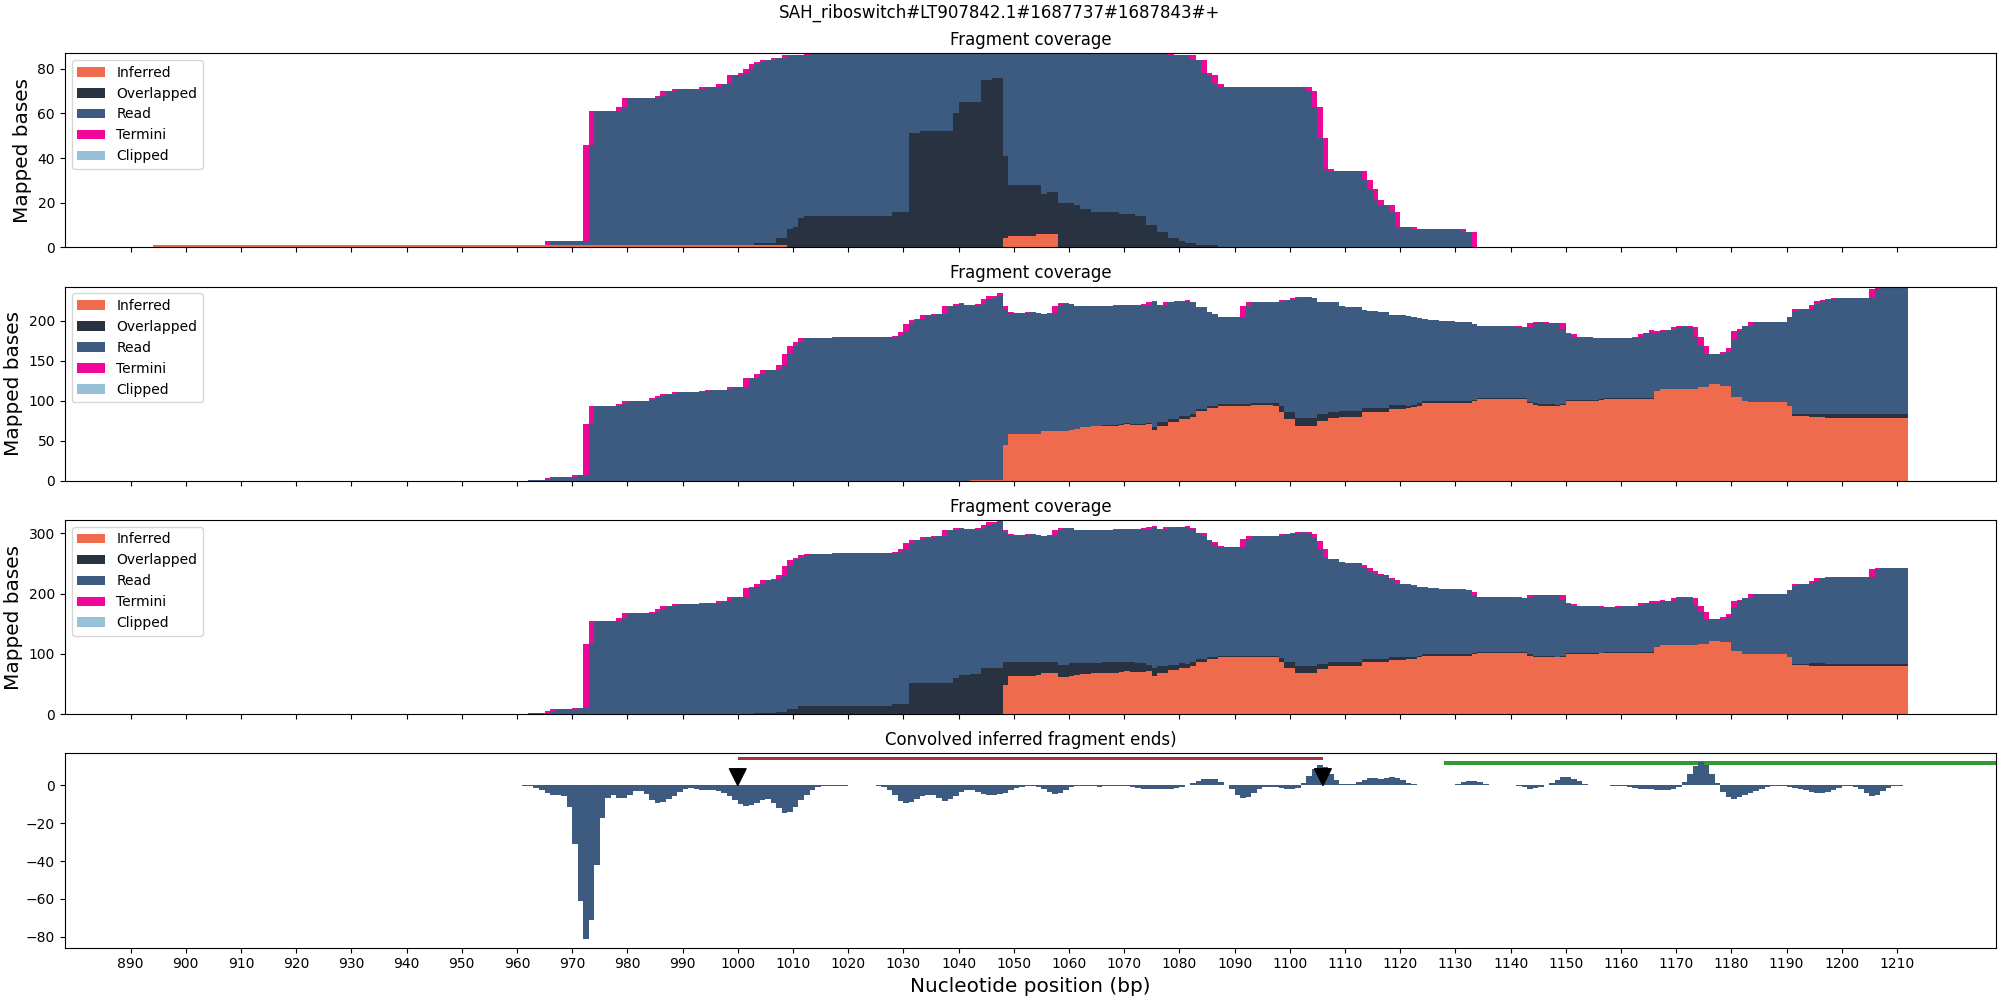 SAH_riboswitch#LT907842.1#1687737#1687843#+
Fragment coverage
Mapped bases
80
60
40
20
0
Inferred
Overlapped
Read
Termini
Clipped
Fragment coverage
Mapped bases
200
150
100
50
0
Inferred
Overlapped
Read
Termini
Clipped
Fragment coverage
Mapped bases
300
200
100
0
Inferred
Overlapped
Read
Termini
Clipped
Convolved inferred fragment ends)
0
−20
−40
−60
−80
890 900 910 920 930 940 950 960 970 980 990 1000 1010 1020 1030 1040 1050 1060 1070 1080 1090 1100 1110 1120 1130 1140 1150 1160 1170 1180 1190 1200 1210
Nucleotide position (bp)